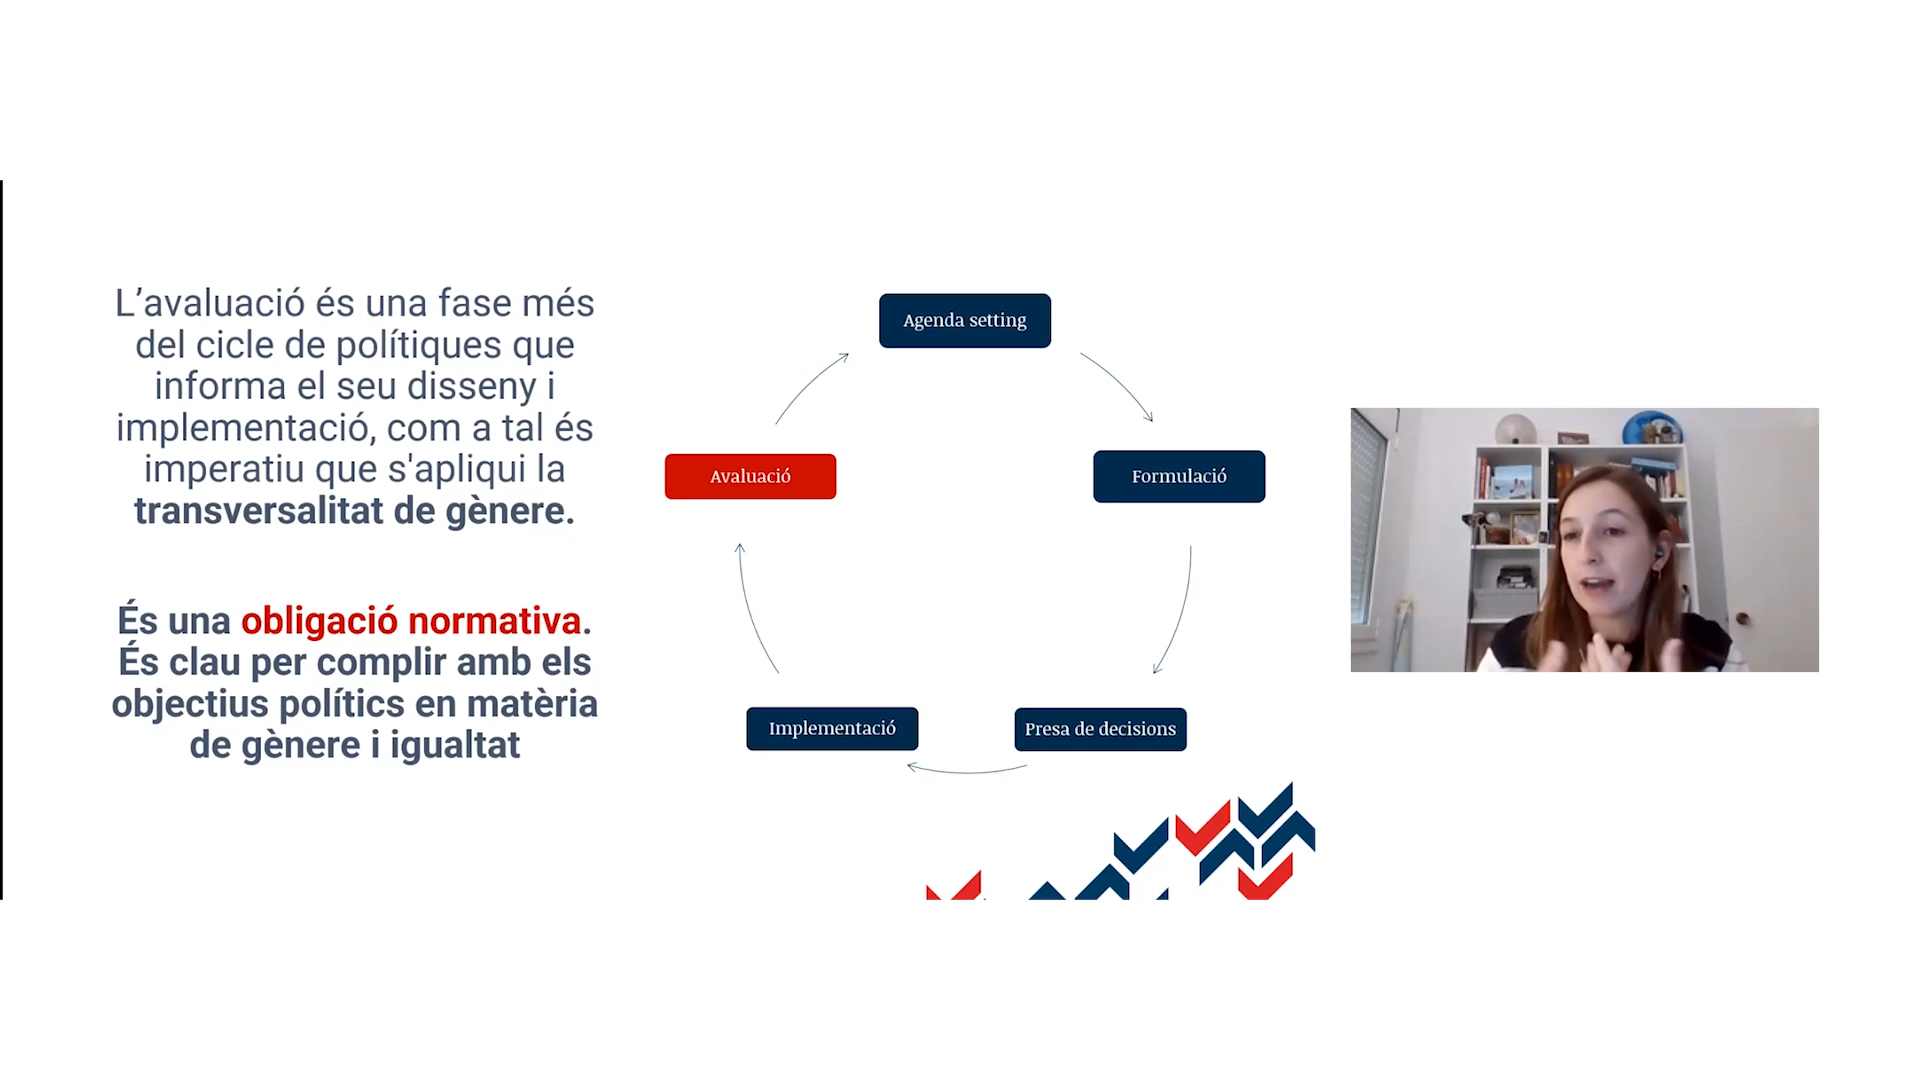 L’avaluació és una fase més
del cicle de polítiques que
informa el seu disseny i
implementació, com a tal és
imperatiu que s'apliqui la
transversalitat de gènere.
És una obligació normativa.
És clau per complir amb els
objectius polítics en matèria
de gènere i igualtat
Agenda setting
Formulació
Presa de decisions
Implementació
Avaluació